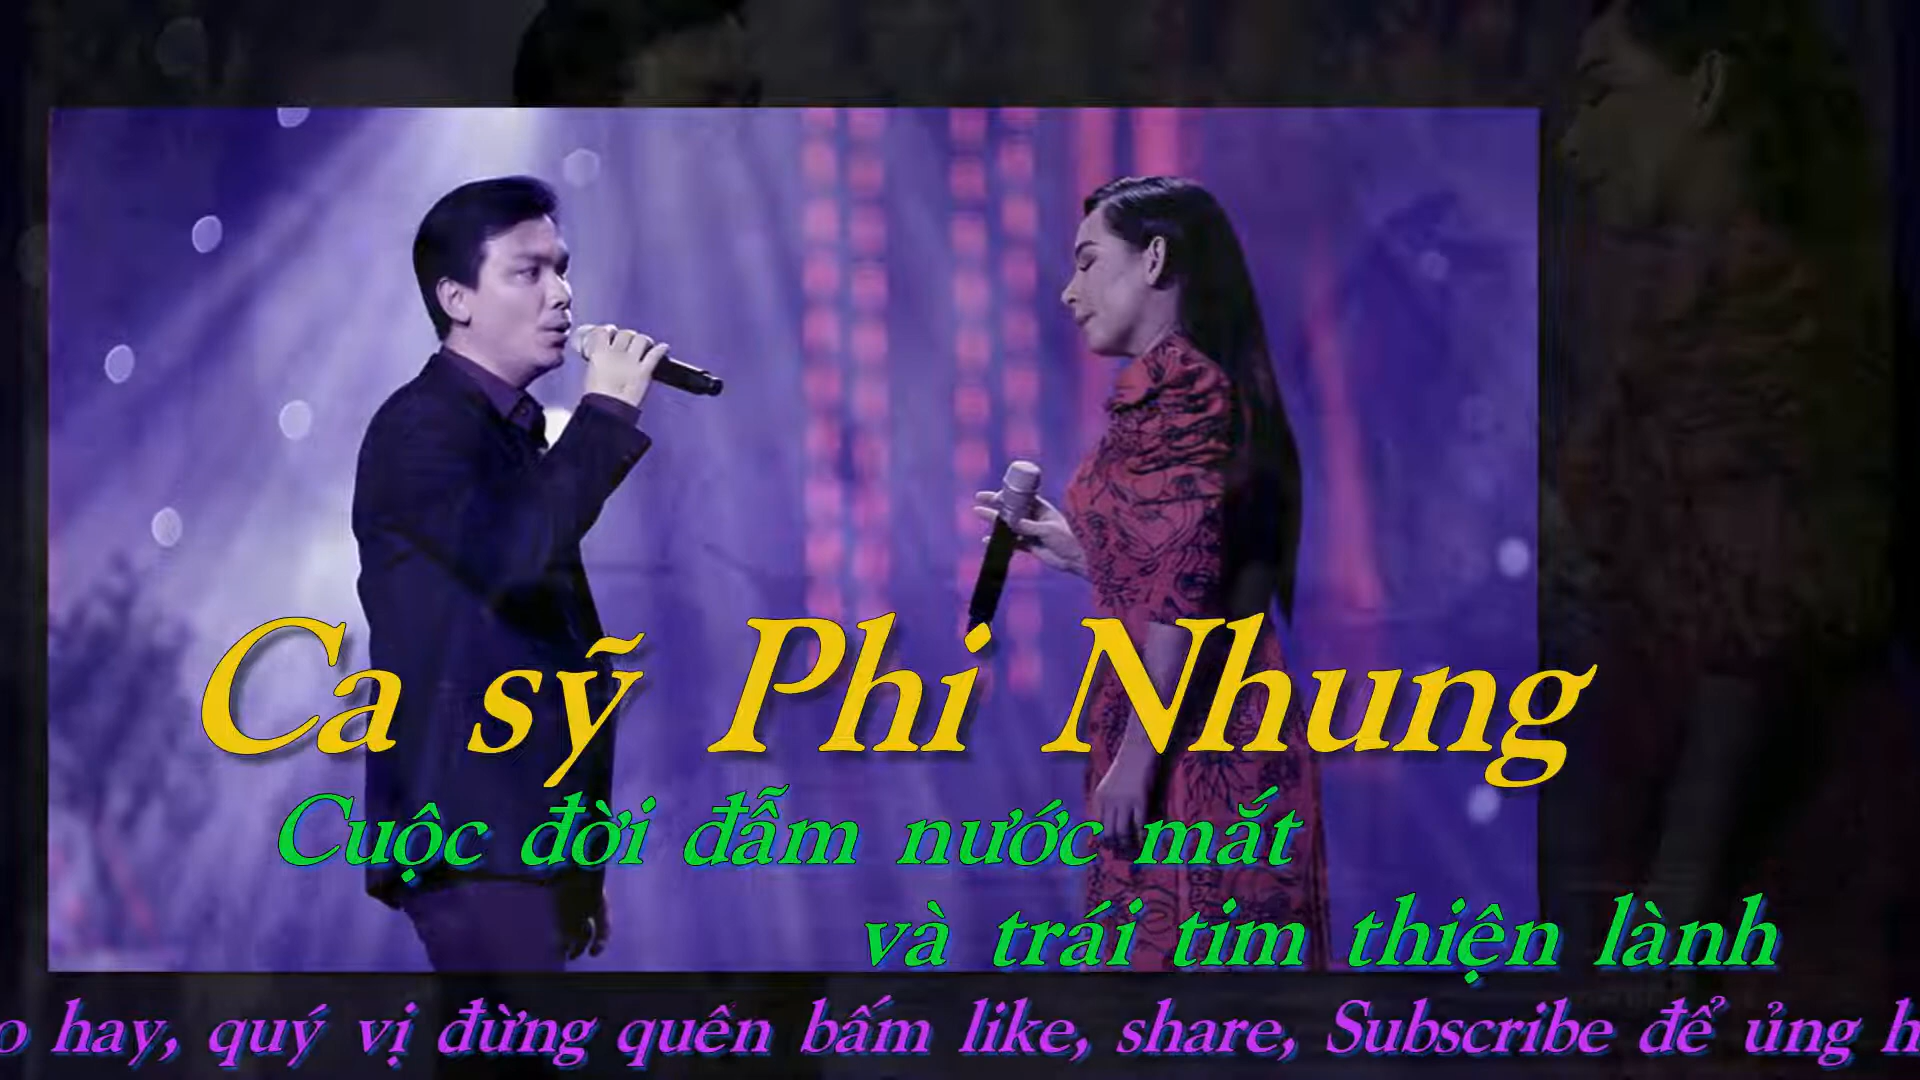 Ca sỹ Phi Nhung
Cuộc đời đẫm nước mắt
và trái tim thiện lành
hay, quý vị đừng quên bấm like, share, Subscribe để ủng